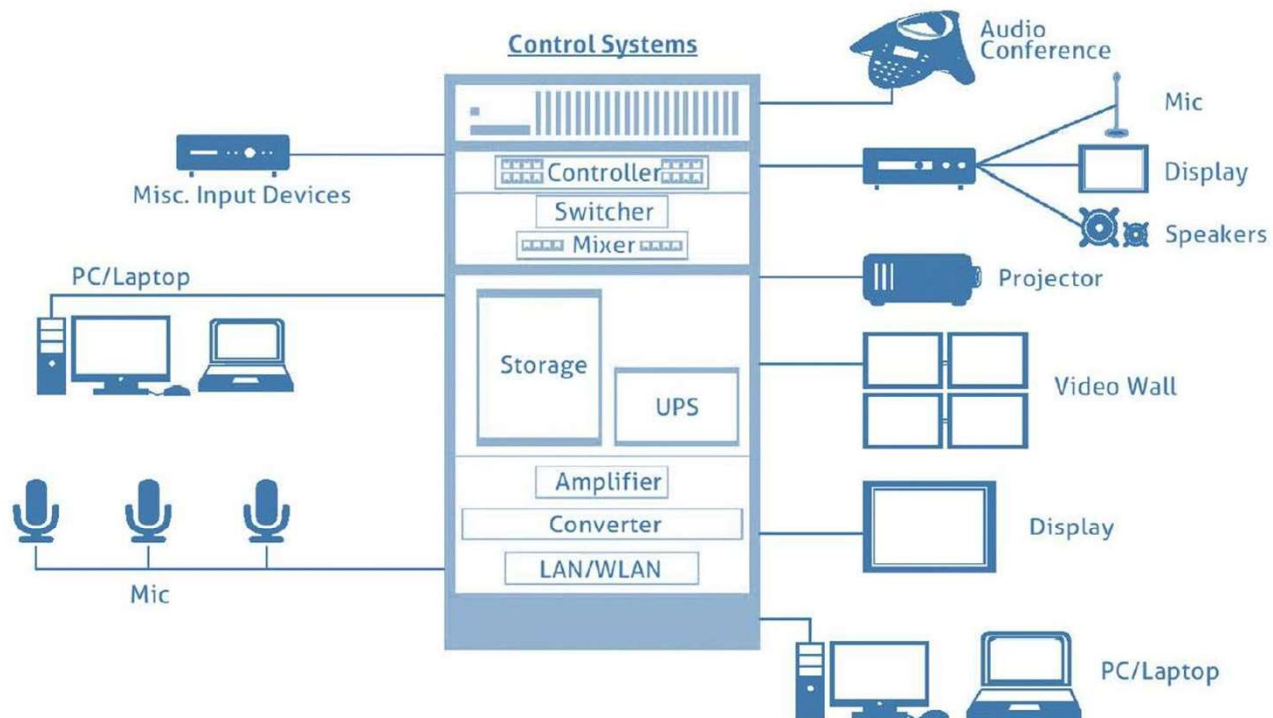 Control Systems
Audio
Conference
Mic
Misc. Input Devices
Controller
Display
Switcher
Mixer
Speakers
PC/Laptop
Projector
Storage
UPS
Video Wall
Amplifier
Converter
Display
LAN/WLAN
Mic
PC/Laptop